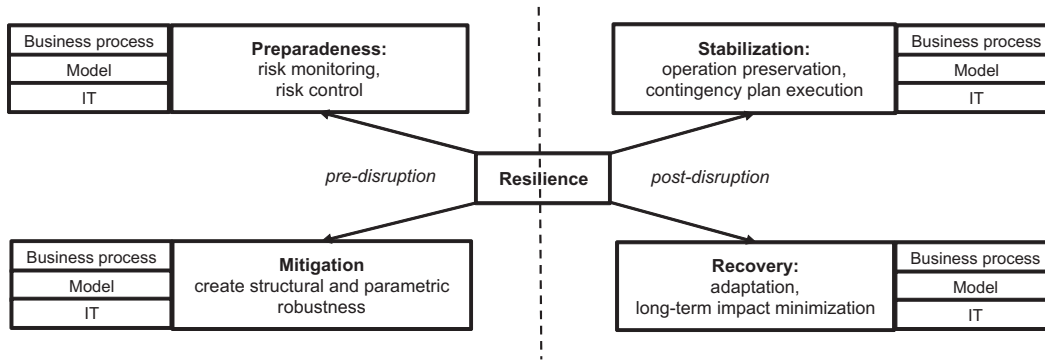 Business process
Model
IT
Preparadeness:
risk monitoring,
risk control
Stabilization:
operation preservation,
contingency plan execution
Business process
Model
IT
pre-disruption
Resilience
post-disruption
Business process
Model
IT
Mitigation
create structural and parametric
robustness
Recovery:
adaptation,
long-term impact minimization
Business process
Model
IT